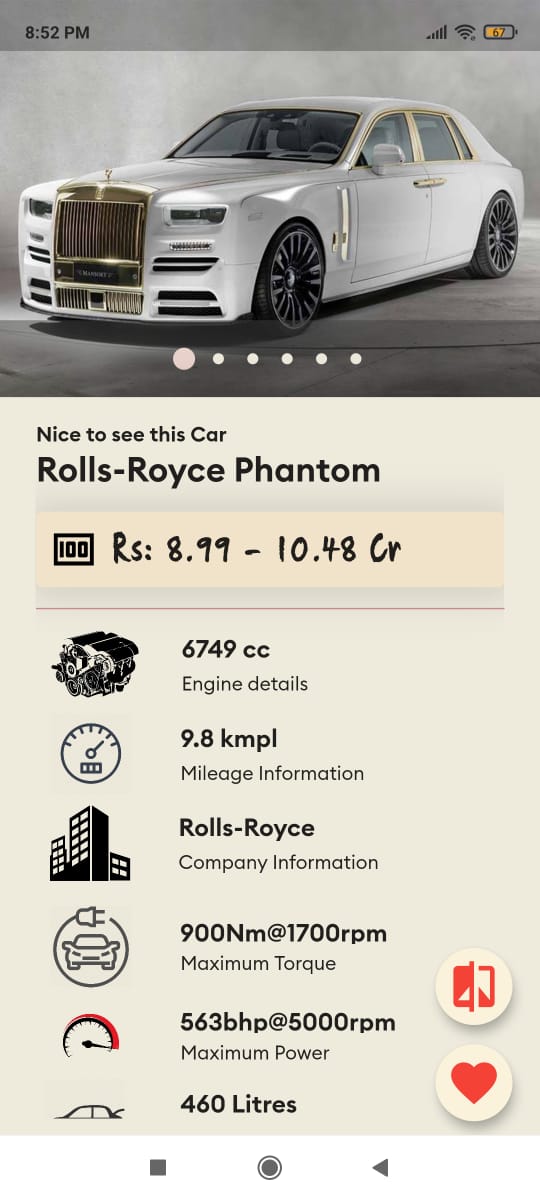 8:52 PM
67
MANSORY
Nice to see this Car
Rolls-Royce Phantom
100
Rs: 8.99 - 10.48 Cr
6749 cc
Engine details
9.8 kmpl
Mileage Information
Rolls-Royce
Company Information
900Nm@1700rpm
Maximum Torque
563bhp@5000rpm
Maximum Power
460 Litres